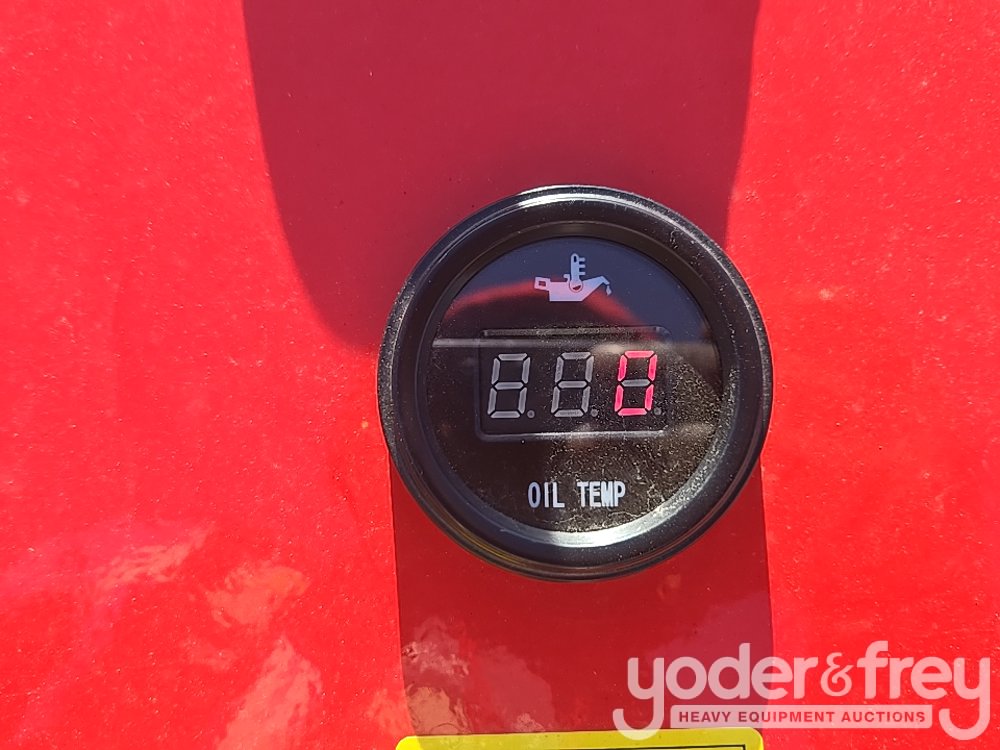 0
OIL TEMP
yoder&frey
HEAVY EQUIPMENT AUCTIONS